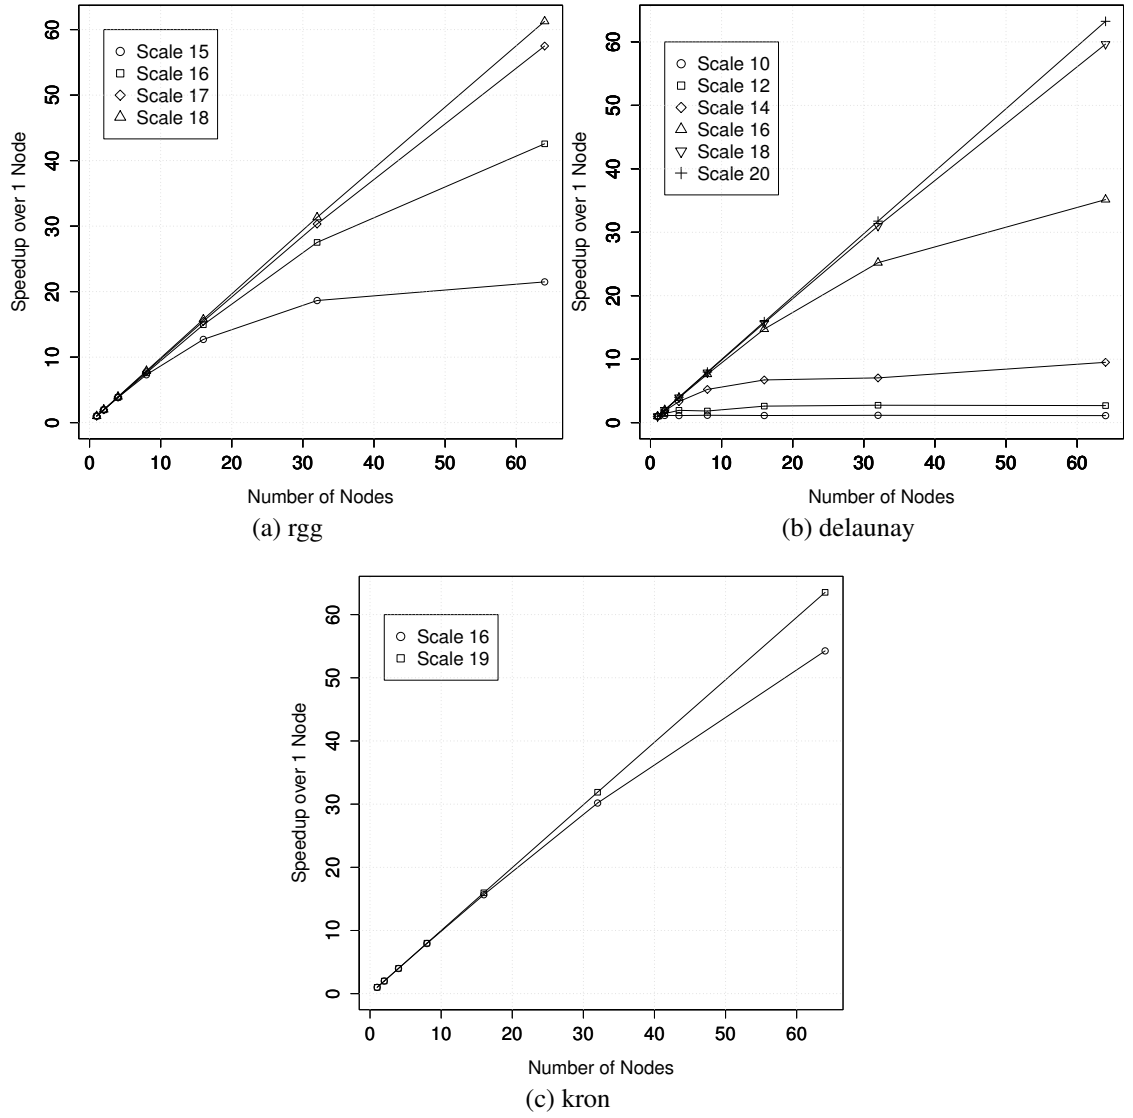 Speedup over 1 Node
0 10 20 30 40 50 60
Scale 15
Scale 16
Scale 17
Scale 18
0 10 20 30 40 50 60
Number of Nodes
(a) rgg
Speedup over 1 Node
0 10 20 30 40 50 60
Scale 10
Scale 12
Scale 14
Scale 16
Scale 18
Scale 20
0 10 20 30 40 50 60
Number of Nodes
(b) delaunay
Speedup over 1 Node
0 10 20 30 40 50 60
Scale 16
Scale 19
0 10 20 30 40 50 60
Number of Nodes
(c) kron